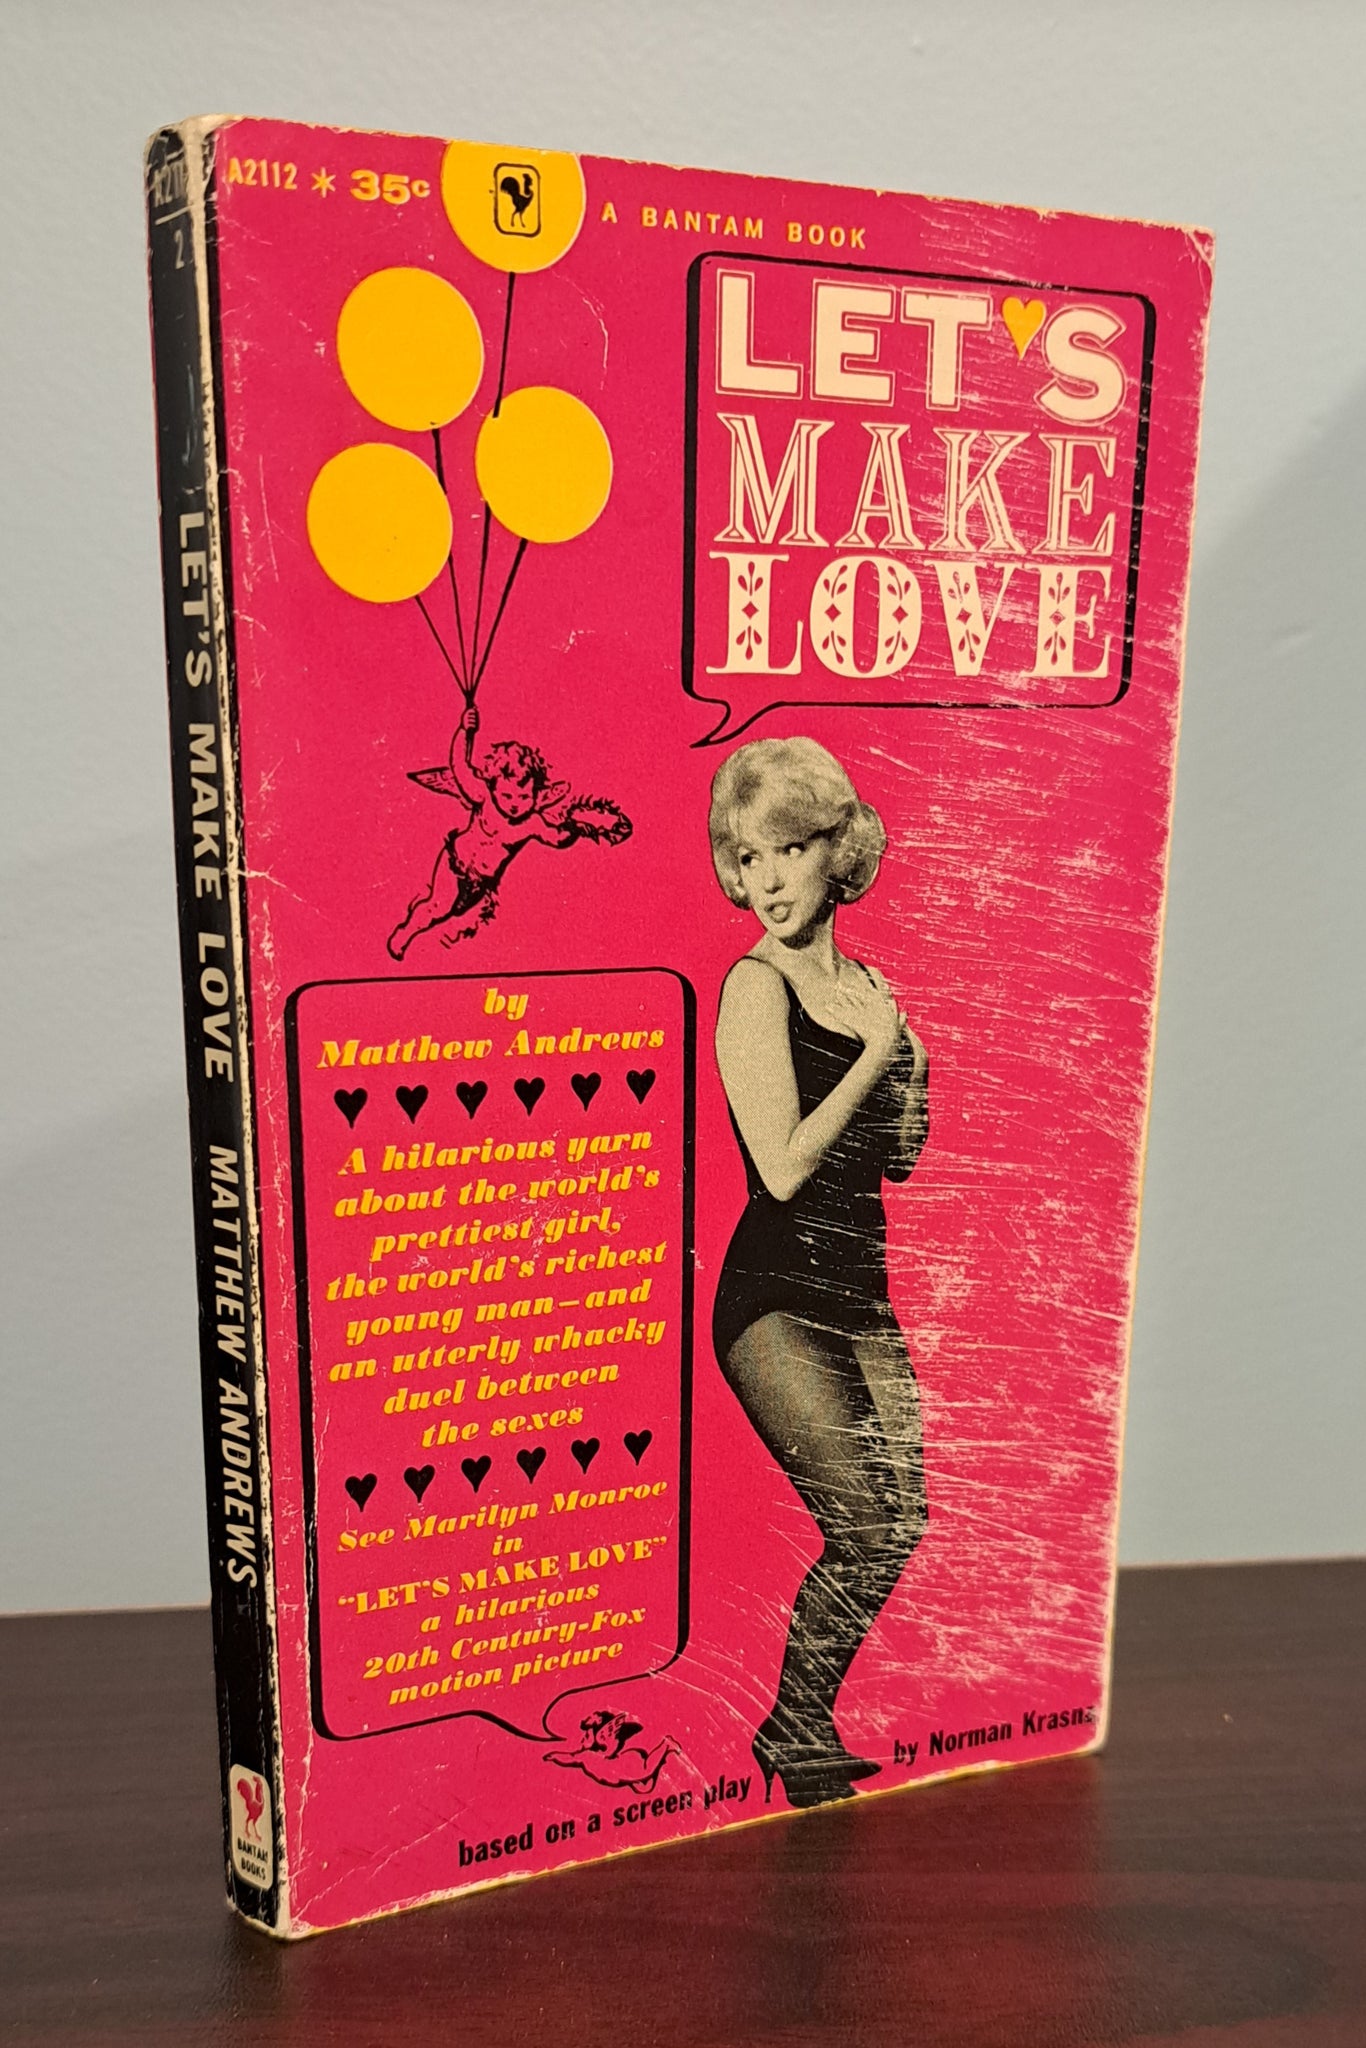 A2112 * 35c
A BANTAM BOOK
LET'S
MAKE
LOVE
by
Matthew Andrews
A hilarious yarn
about the world's
prettiest girl,
the world's richest
young man—and
an utterly whacky
duel between
the sexes
See Marilyn Monroe
in
"LET'S MAKE LOVE"
a hilarious
20th Century-Fox
motion picture
based on a screen play by Norman Krasna
2
LET'S MAKE LOVE MATTHEW ANDREWS
BANTAM
BOOKS